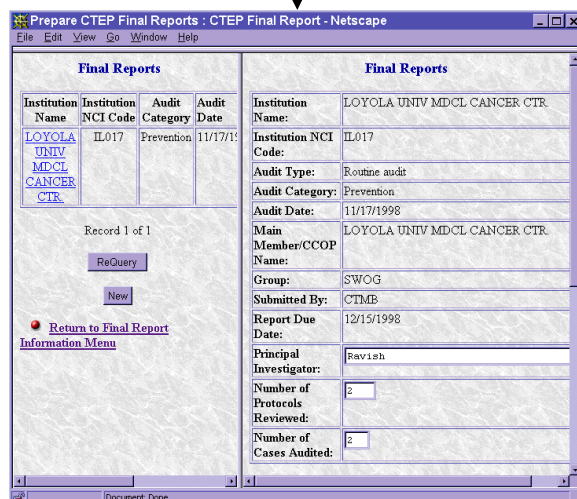 Prepare CTEP Final Reports : CTEP Final Report - Netscape
File Edit View Go Window Help
Final Reports
Institution Name Institution NCI Code Audit Category Audit Date
LOYOLA UNIV MDCL CANCER CTR. IL017 Prevention 11/17/1
Record 1 of 1
ReQuery
New
Return to Final Report
Information Menu
Final Reports
Institution Name: LOYOLA UNIV MDCL CANCER CTR.
Institution NCI Code: IL017
Audit Type: Routine audit
Audit Category: Prevention
Audit Date: 11/17/1998
Main Member/CCOP Name: LOYOLA UNIV MDCL CANCER CTR.
Group: SWOG
Submitted By: CTMB
Report Due Date: 12/15/1998
Principal Investigator: Ravish
Number of Protocols Reviewed: 2
Number of Cases Audited: 2
Document: Done